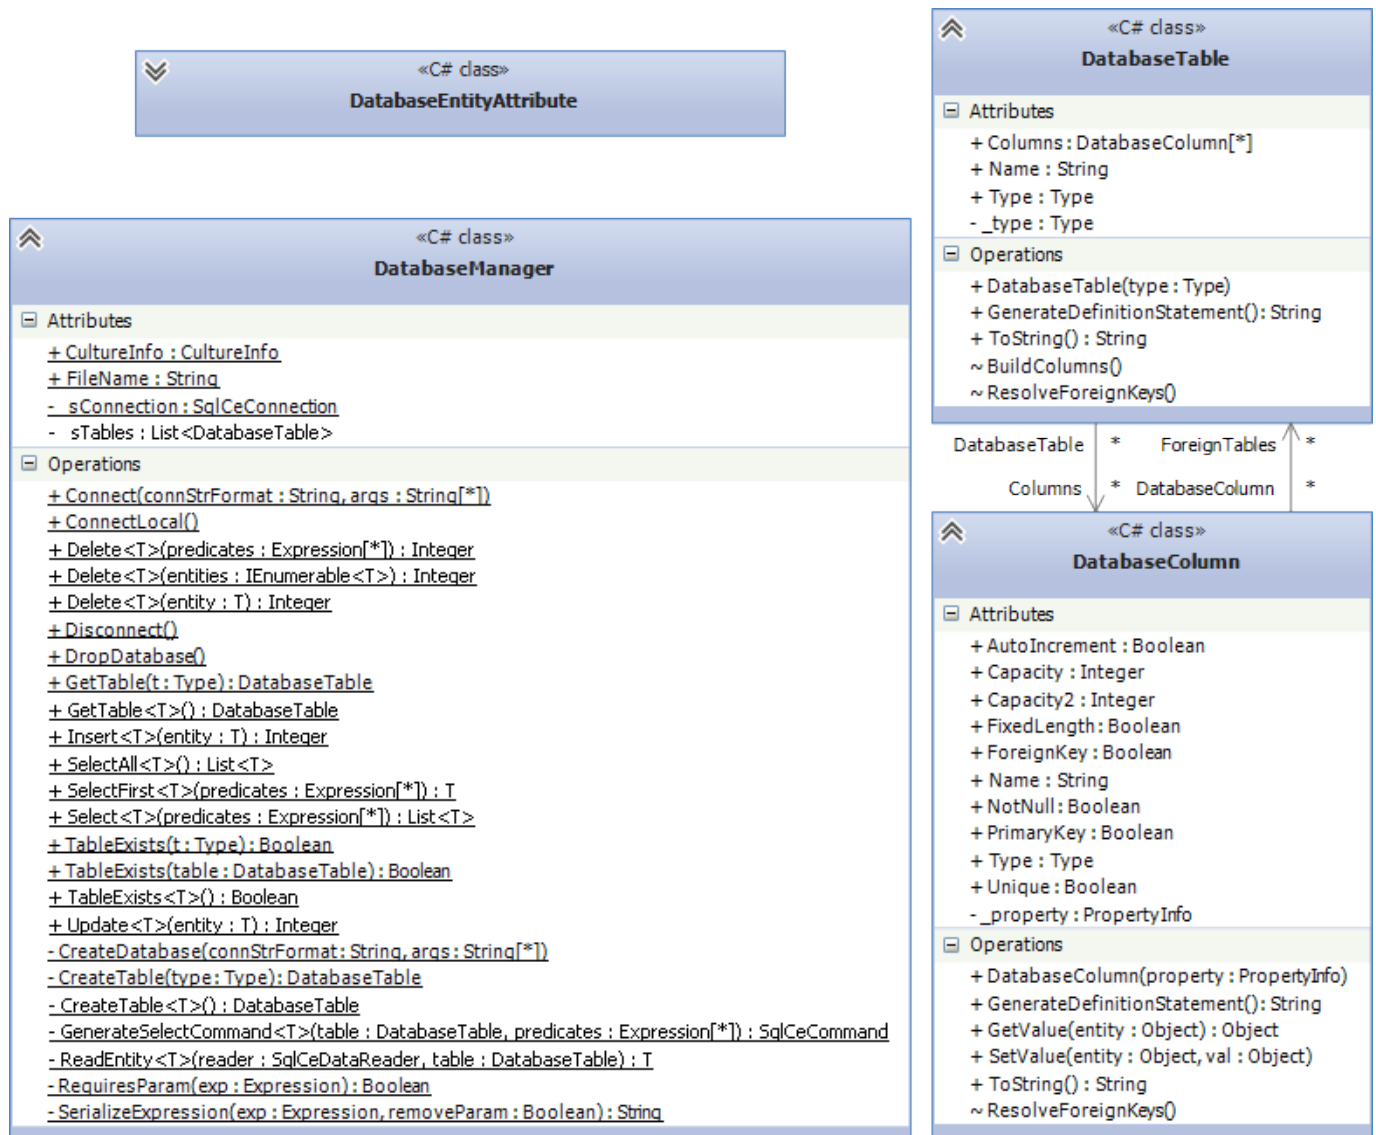 «C# class»
DatabaseEntityAttribute
«C# class»
DatabaseManager
Attributes
+ CultureInfo : CultureInfo
+ FileName : String
- sConnection : SqlCeConnection
- sTables : List<DatabaseTable>
Operations
+ Connect(connStrFormat : String, args : String[*])
+ ConnectLocal()
+ Delete<T>(predicates : Expression[*]) : Integer
+ Delete<T>(entities : IEnumerable<T>) : Integer
+ Delete<T>(entity : T) : Integer
+ Disconnect()
+ DropDatabase()
+ GetTable(t : Type) : DatabaseTable
+ GetTable<T>() : DatabaseTable
+ Insert<T>(entity : T) : Integer
+ SelectAll<T>() : List<T>
+ SelectFirst<T>(predicates : Expression[*]) : T
+ Select<T>(predicates : Expression[*]) : List<T>
+ TableExists(t : Type) : Boolean
+ TableExists(table : DatabaseTable) : Boolean
+ TableExists<T>() : Boolean
+ Update<T>(entity : T) : Integer
- CreateDatabase(connStrFormat : String, args : String[*])
- CreateTable(type : Type) : DatabaseTable
- CreateTable<T>() : DatabaseTable
- GenerateSelectCommand<T>(table : DatabaseTable, predicates : Expression[*]) : SqlCeCommand
- ReadEntity<T>(reader : SqlCeDataReader, table : DatabaseTable) : T
- RequiresParam(exp : Expression) : Boolean
- SerializeExpression(exp : Expression, removeParam : Boolean) : String
«C# class»
DatabaseTable
Attributes
+ Columns : DatabaseColumn[*]
+ Name : String
+ Type : Type
- _type : Type
Operations
+ DatabaseTable(type : Type)
+ GenerateDefinitionStatement() : String
+ ToString() : String
~ BuildColumns()
~ ResolveForeignKeys()
DatabaseTable * ForeignTables *
Columns * DatabaseColumn *
«C# class»
DatabaseColumn
Attributes
+ AutoIncrement : Boolean
+ Capacity : Integer
+ Capacity2 : Integer
+ FixedLength : Boolean
+ ForeignKey : Boolean
+ Name : String
+ NotNull : Boolean
+ PrimaryKey : Boolean
+ Type : Type
+ Unique : Boolean
- _property : PropertyInfo
Operations
+ DatabaseColumn(property : PropertyInfo)
+ GenerateDefinitionStatement() : String
+ GetValue(entity : Object) : Object
+ SetValue(entity : Object, val : Object)
+ ToString() : String
~ ResolveForeignKeys()